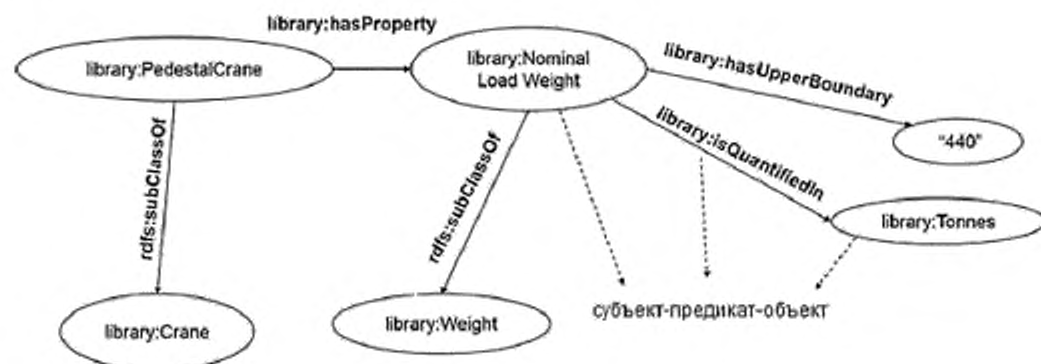 library:hasProperty
library:PedestalCrane
library:Nominal
Load Weight
library:hasUpperBoundary
"440"
library:isQuantifiedIn
library:Tonnes
rdfs:subClassOf
rdfs:subClassOf
library:Crane
library:Weight
субъект-предикат-объект